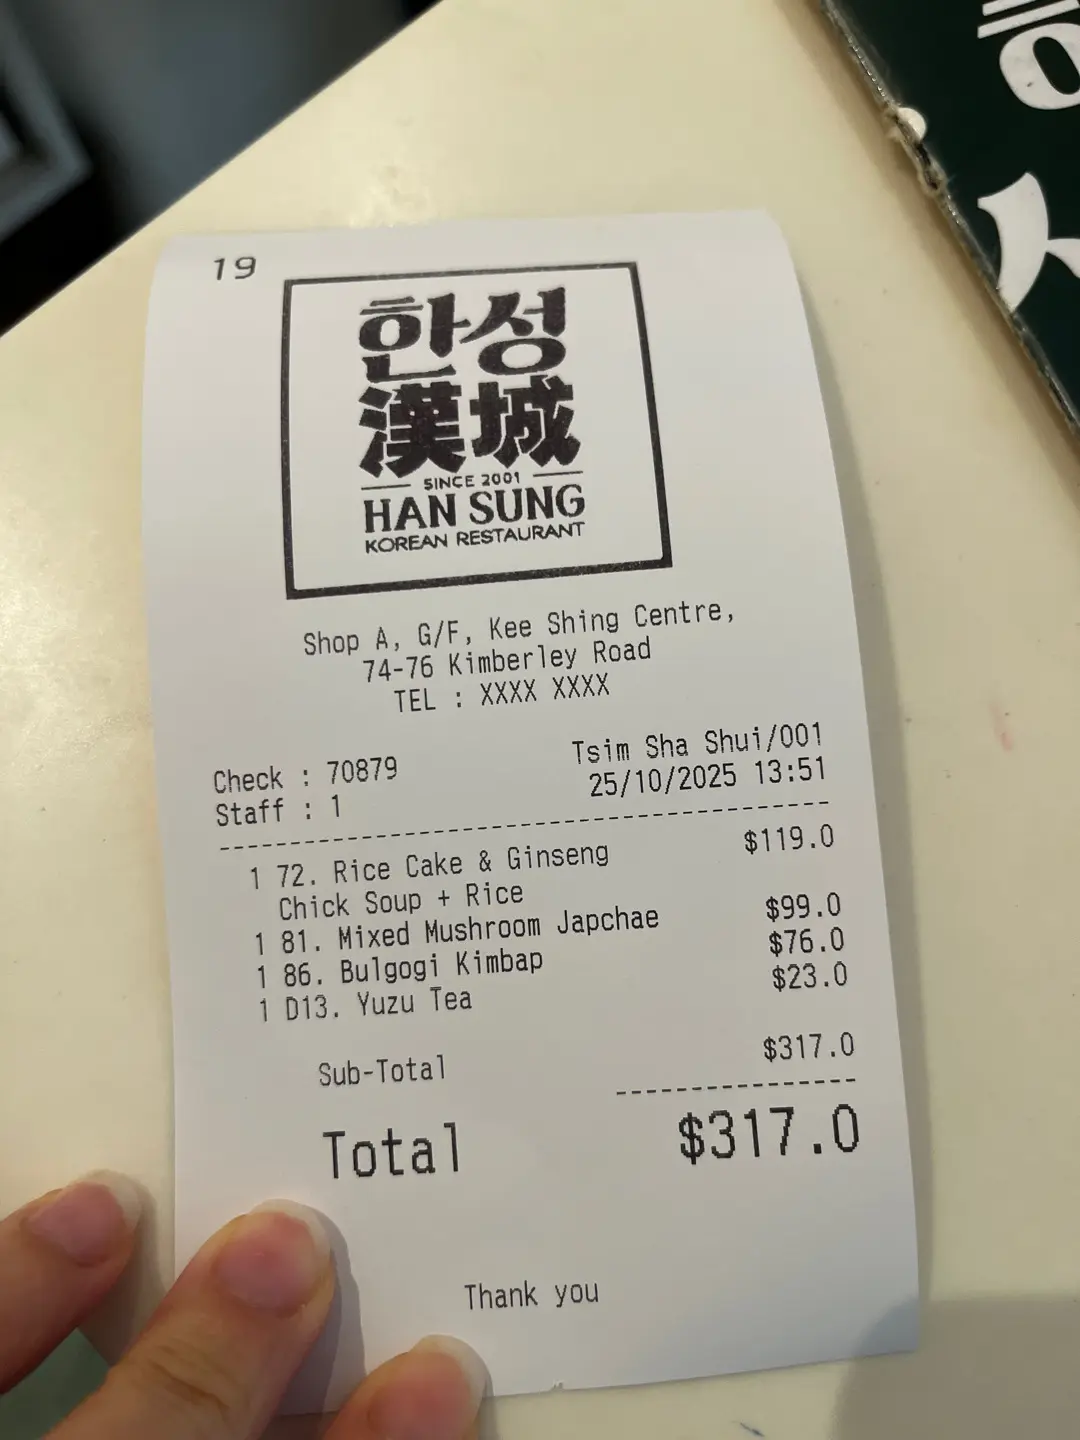 19
한성
漢城
SINCE 2001
HAN SUNG
KOREAN RESTAURANT
Shop A, G/F, Kee Shing Centre,
74-76 Kimberley Road
TEL : XXXX XXXX
Tsim Sha Shui/001
Check : 70879 25/10/2025 13:51
Staff : 1
1 72. Rice Cake & Ginseng $119.0
Chick Soup + Rice
1 81. Mixed Mushroom Japchae $99.0
1 86. Bulgogi Kimbap $76.0
1 D13. Yuzu Tea $23.0
Sub-Total $317.0
Total $317.0
Thank you